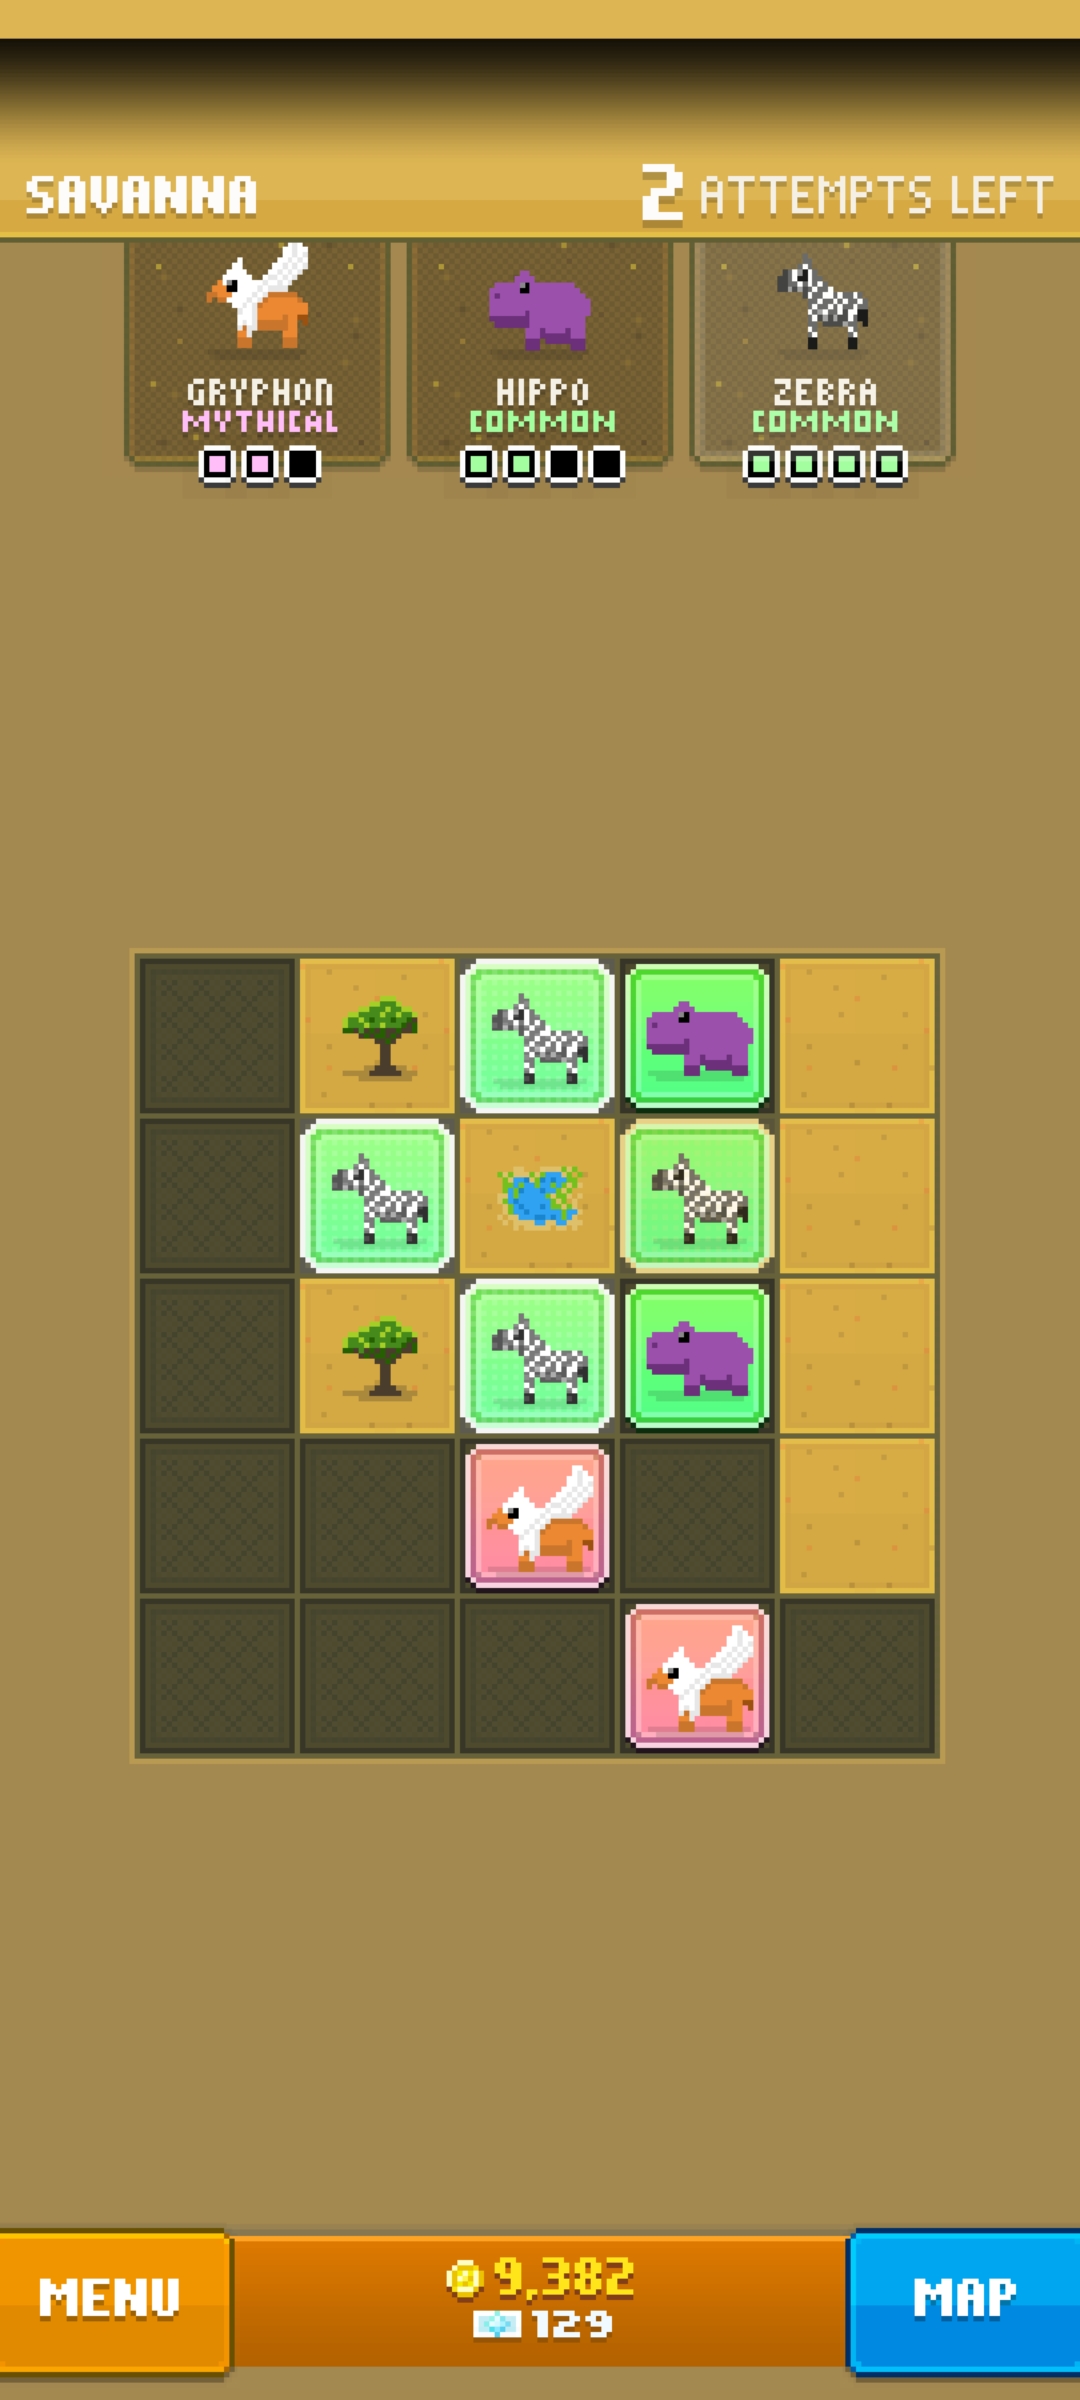 SAVANNA
2 ATTEMPTS LEFT
GRYPHON
MYTHICAL
HIPPO
COMMON
ZEBRA
COMMON
MENU
9,382
129
MAP